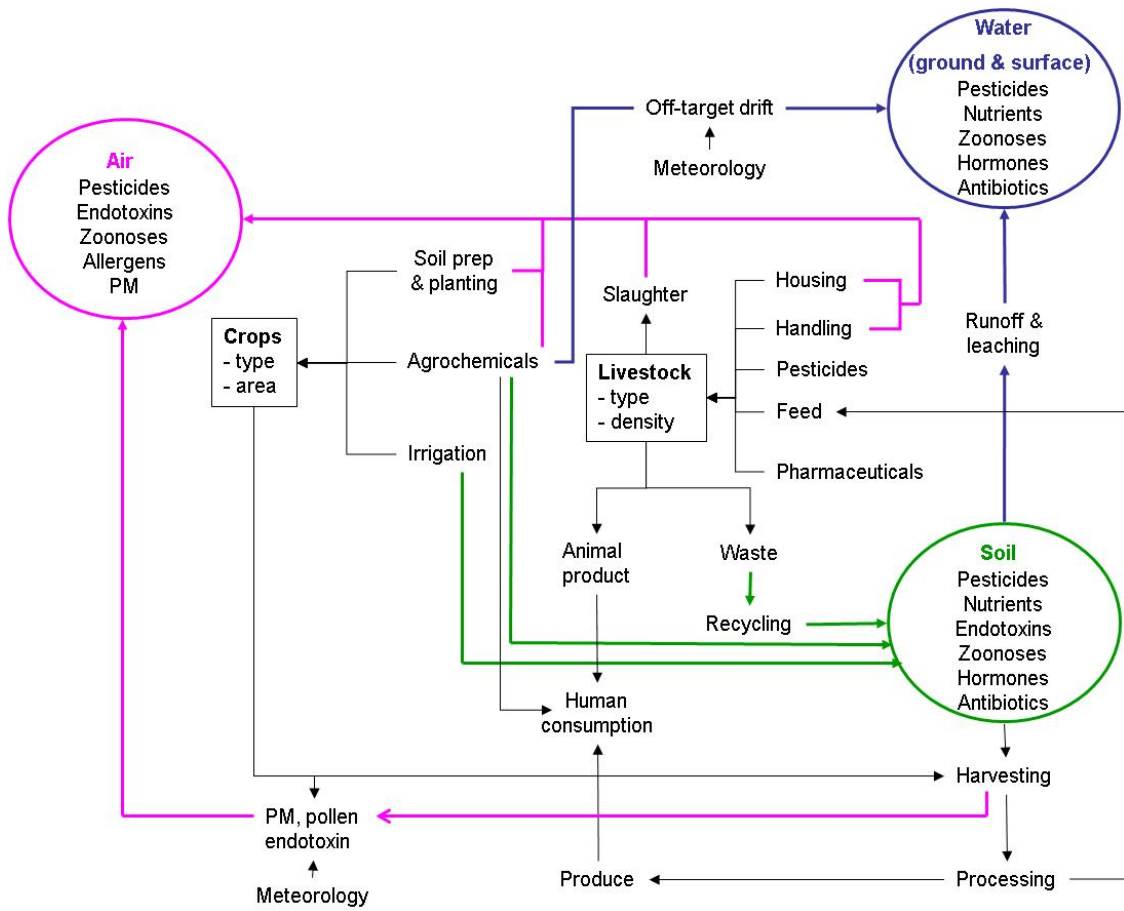 Water
(ground & surface)
Pesticides
Nutrients
Zoonoses
Hormones
Antibiotics
Off-target drift
Meteorology
Air
Pesticides
Endotoxins
Zoonoses
Allergens
PM
Soil prep
& planting
Slaughter
Housing
Handling
Runoff &
leaching
Crops
- type
- area
Agrochemicals
Livestock
- type
- density
Pesticides
Feed
Irrigation
Pharmaceuticals
Animal
product
Waste
Recycling
Soil
Pesticides
Nutrients
Endotoxins
Zoonoses
Hormones
Antibiotics
Human
consumption
Harvesting
PM, pollen
endotoxin
Meteorology
Produce
Processing